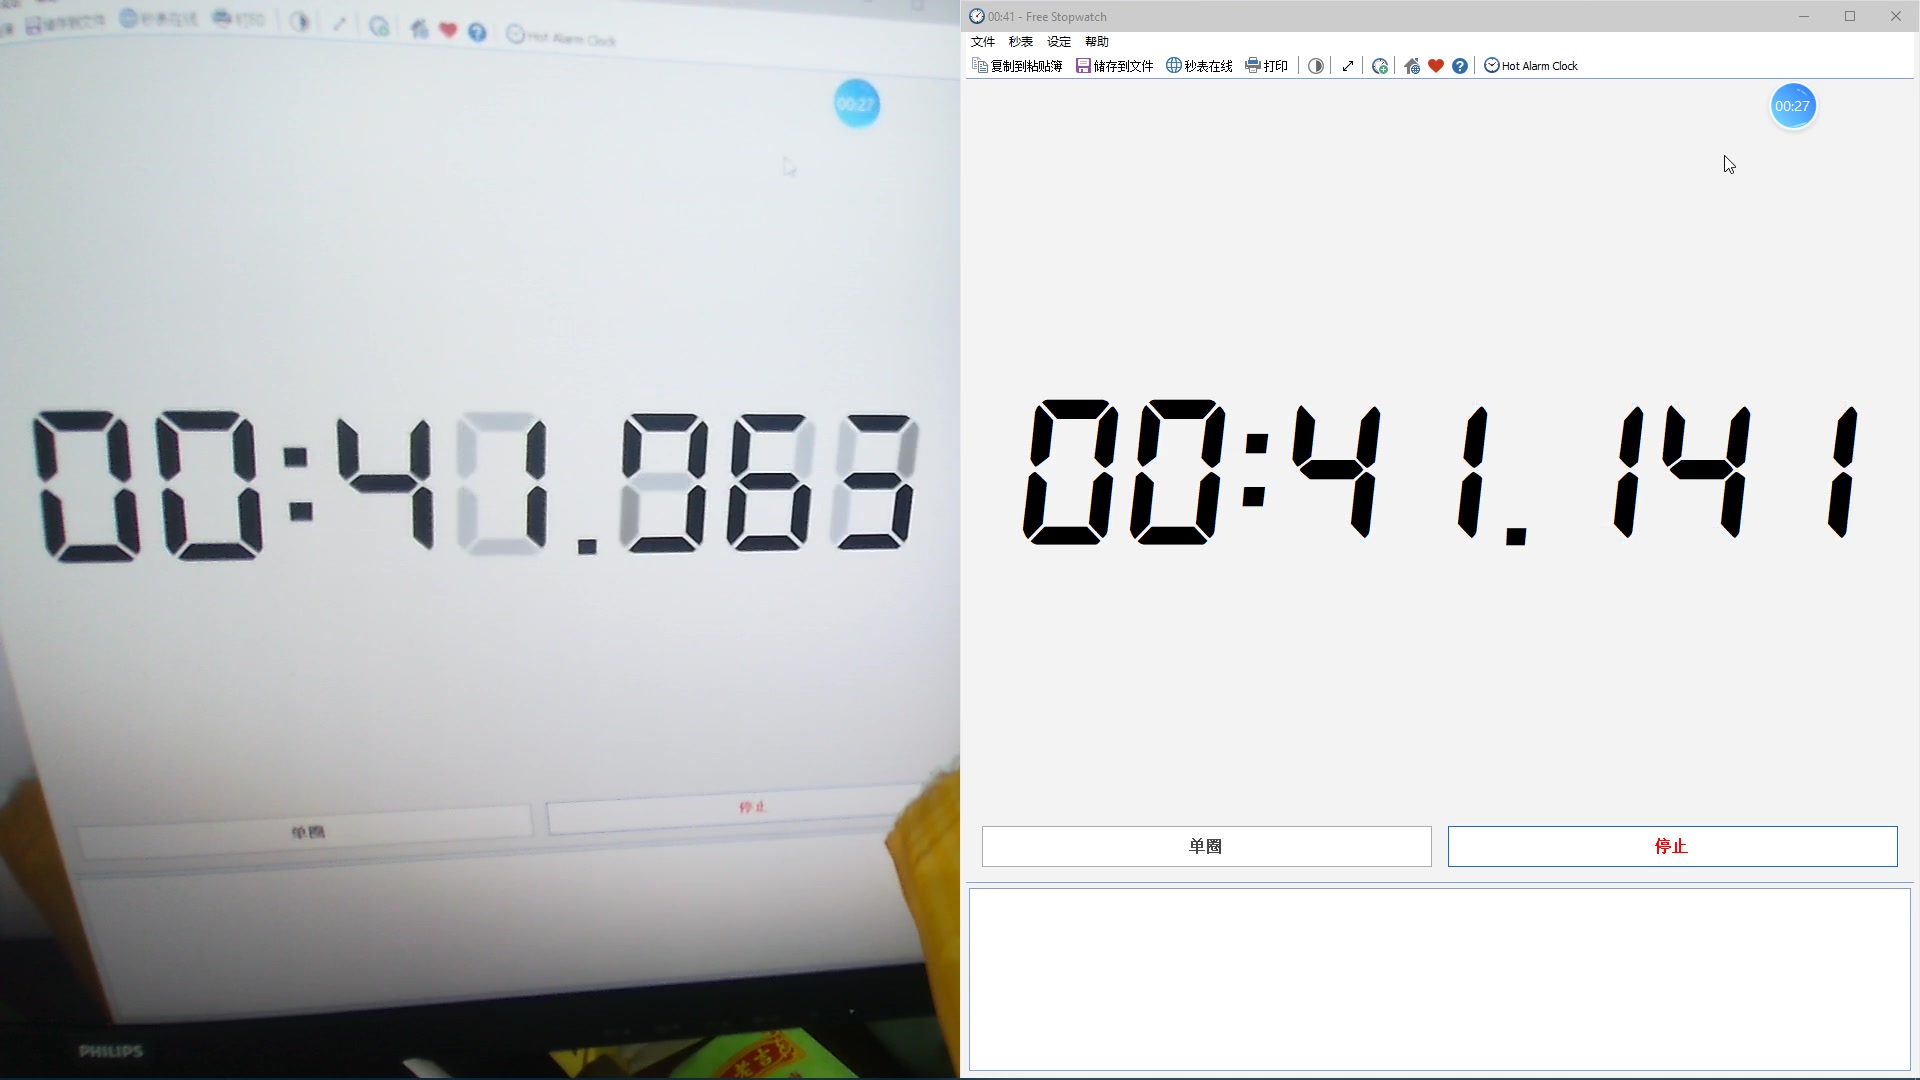 储存到文件 秒表在线 打印 Hot Alarm Clock
00:27
单圈 停止
PHILIPS
00:41 - Free Stopwatch
文件 秒表 设定 帮助
复制到粘贴簿 储存到文件 秒表在线 打印 Hot Alarm Clock
00:27
00:41.141
单圈 停止